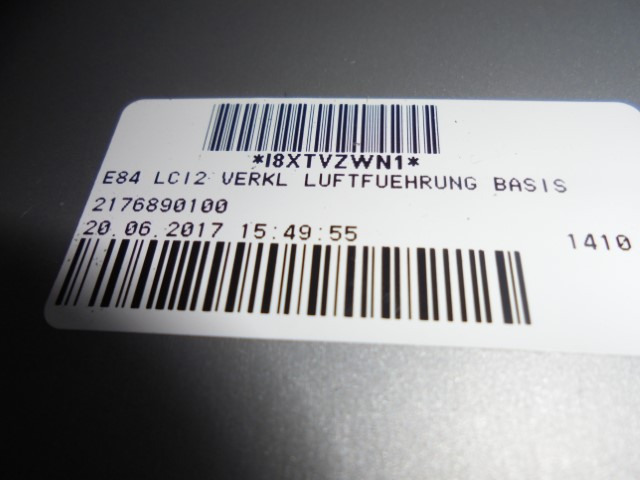 *I8XTVZWN1*
E84 LCI2 VERKL LUFTFUEHRUNG BASIS
2176890100
20.06.2017 15:49:55 1410